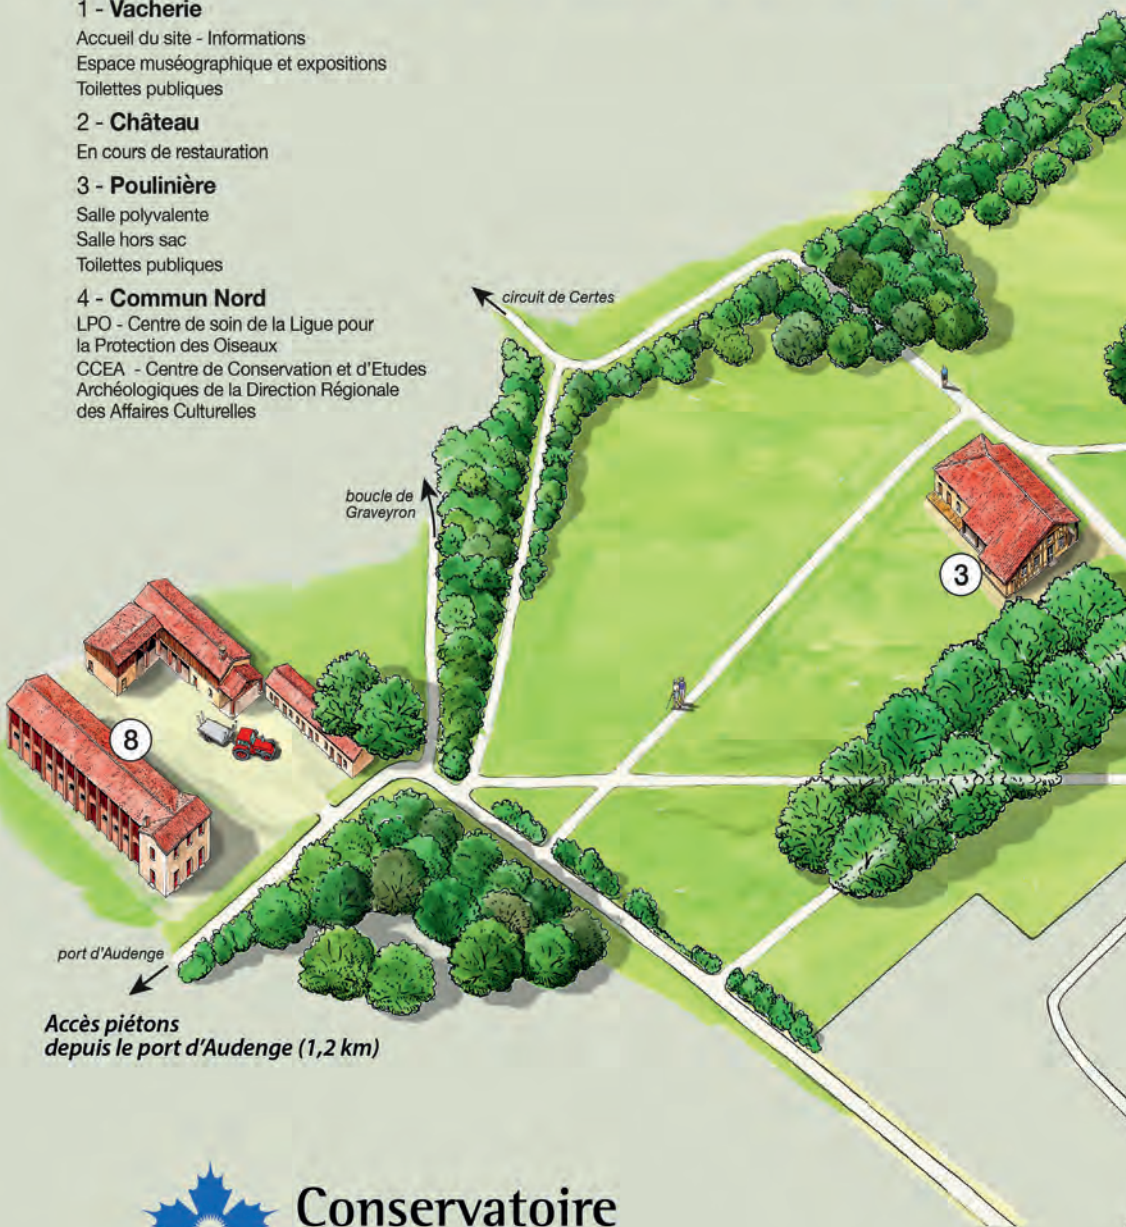 1 - Vacherie
Accueil du site - Informations
Espace muséographique et expositions
Toilettes publiques
2 - Château
En cours de restauration
3 - Poulinière
Salle polyvalente
Salle hors sac
Toilettes publiques
4 - Commun Nord
LPO - Centre de soin de la Ligue pour
la Protection des Oiseaux
CCEA - Centre de Conservation et d'Etudes
Archéologiques de la Direction Régionale
des Affaires Culturelles
circuit de Certes
boucle de
Graveyron
3
8
port d'Audenge
Accès piétons
depuis le port d'Audenge (1,2 km)
Conservatoire